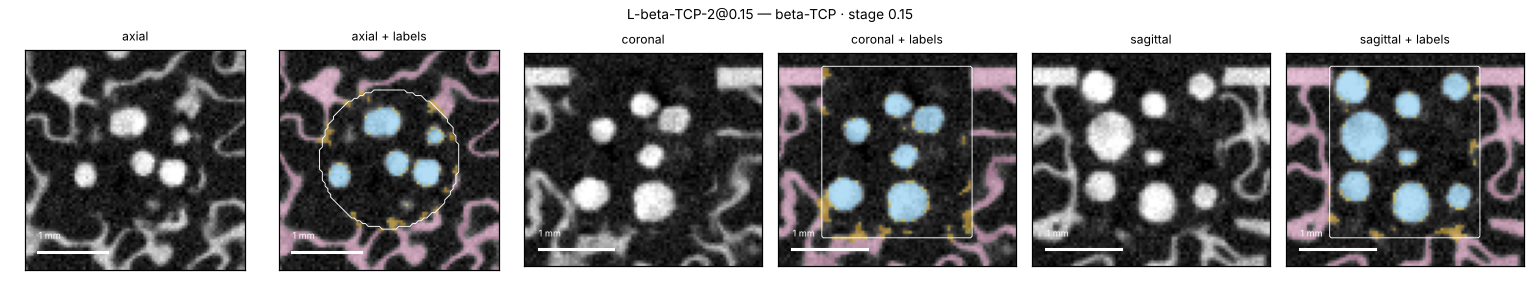 L-beta-TCP-2@0.15 — beta-TCP · stage 0.15
axial
axial + labels
coronal
coronal + labels
sagittal
sagittal + labels
1 mm
1 mm
1 mm
1 mm
1 mm
1 mm